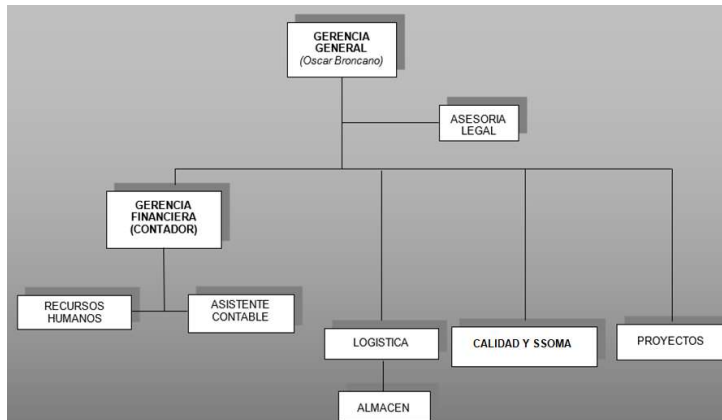 GERENCIA
GENERAL
(Oscar Broncano)
ASESORIA
LEGAL
GERENCIA
FINANCIERA
(CONTADOR)
RECURSOS
HUMANOS
ASISTENTE
CONTABLE
LOGISTICA
CALIDAD Y SSOMA
PROYECTOS
ALMACEN